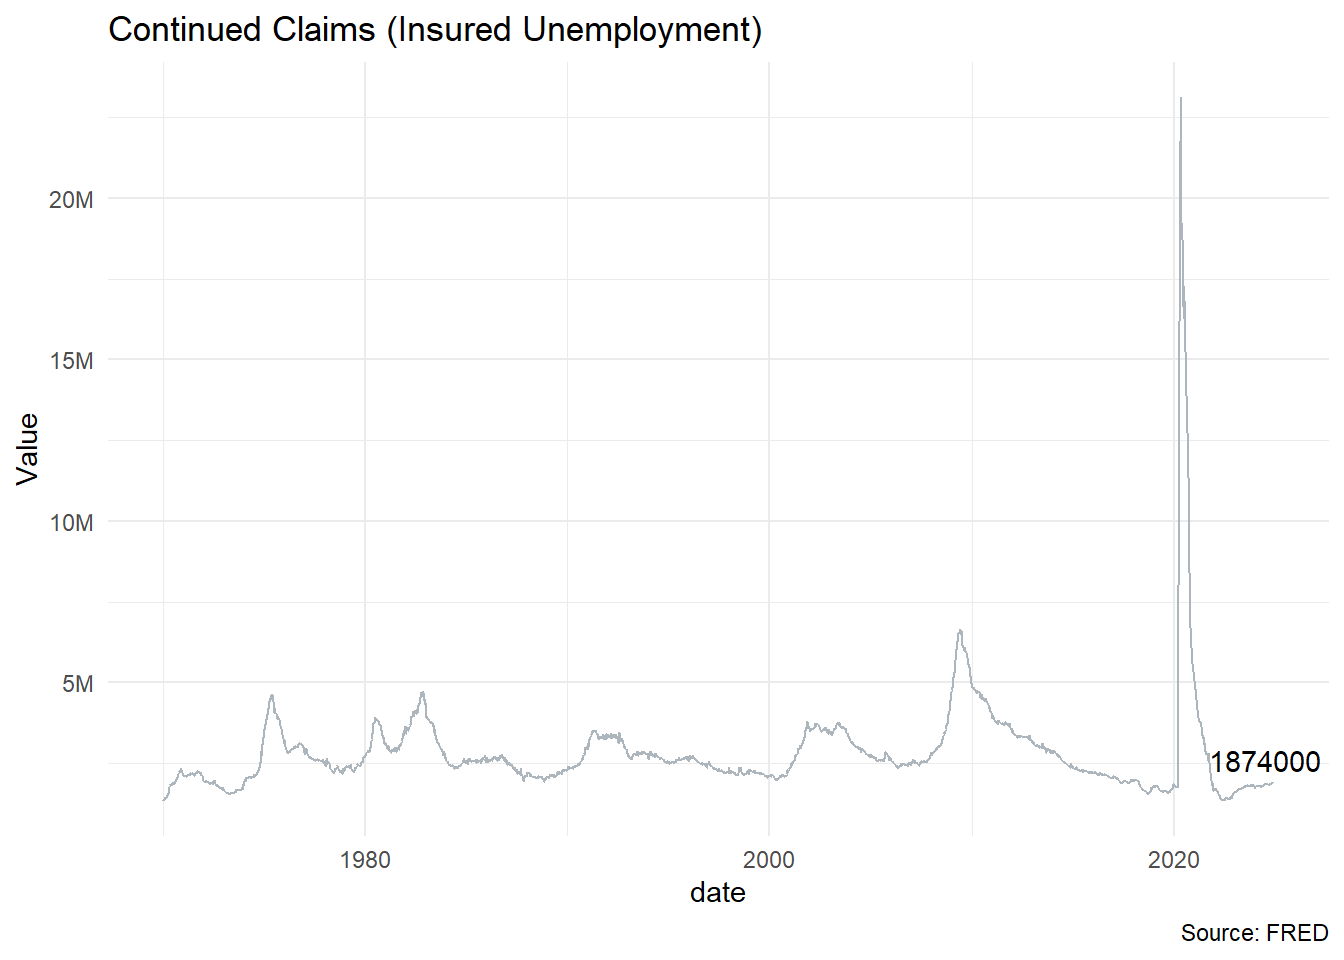 Continued Claims (Insured Unemployment)
20M
15M
10M
5M
Value
1874000
1980
2000
2020
date
Source: FRED